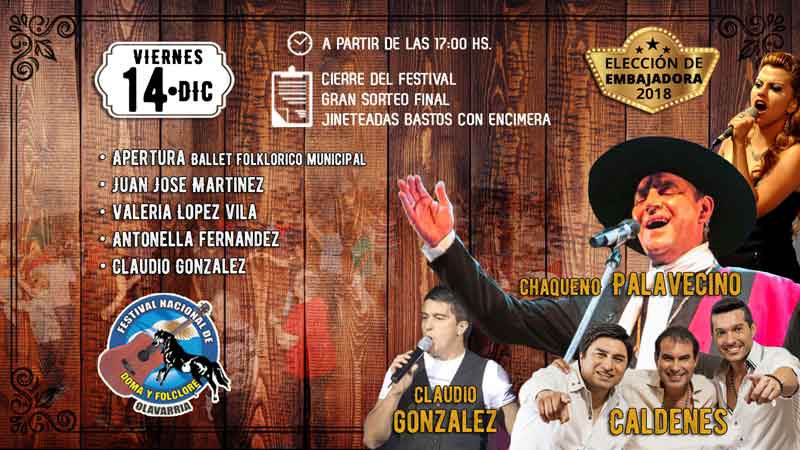 VIERNES
14•DIC
A PARTIR DE LAS 17:00 HS.
CIERRE DEL FESTIVAL
GRAN SORTEO FINAL
JINETEADAS BASTOS CON ENCIMERA
ELECCIÓN DE
EMBAJADORA
2018
• APERTURA BALLET FOLKLORICO MUNICIPAL
• JUAN JOSE MARTINEZ
• VALERIA LOPEZ VILA
• ANTONELLA FERNANDEZ
• CLAUDIO GONZALEZ
CHAQUEÑO PALAVECINO
FESTIVAL NACIONAL DE
DOMA Y FOLCLORE
OLAVARRIA
CLAUDIO
GONZALEZ
CALDENES